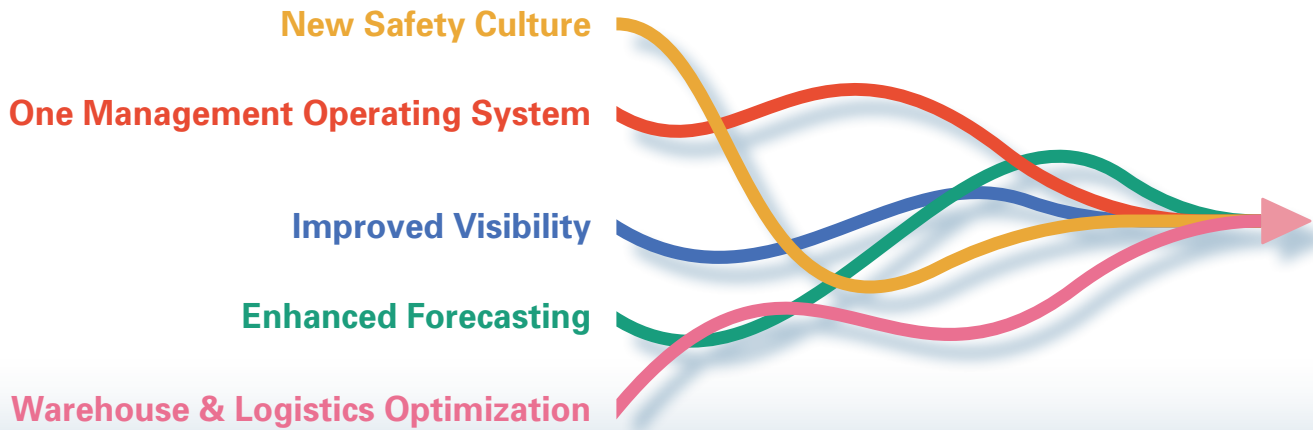 New Safety Culture
One Management Operating System
Improved Visibility
Enhanced Forecasting
Warehouse & Logistics Optimization